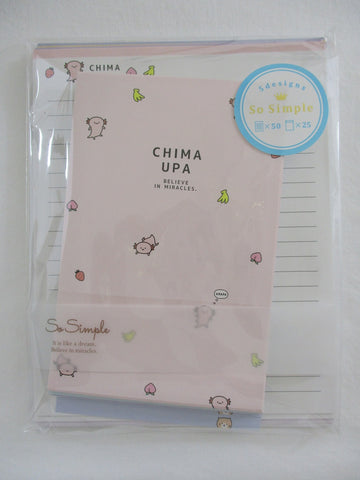 CHIMA
5designs
So Simple
×50 ×25
CHIMA
UPA
BELIEVE
IN MIRACLES.
So Simple
It is like a dream.
Believe in miracles.